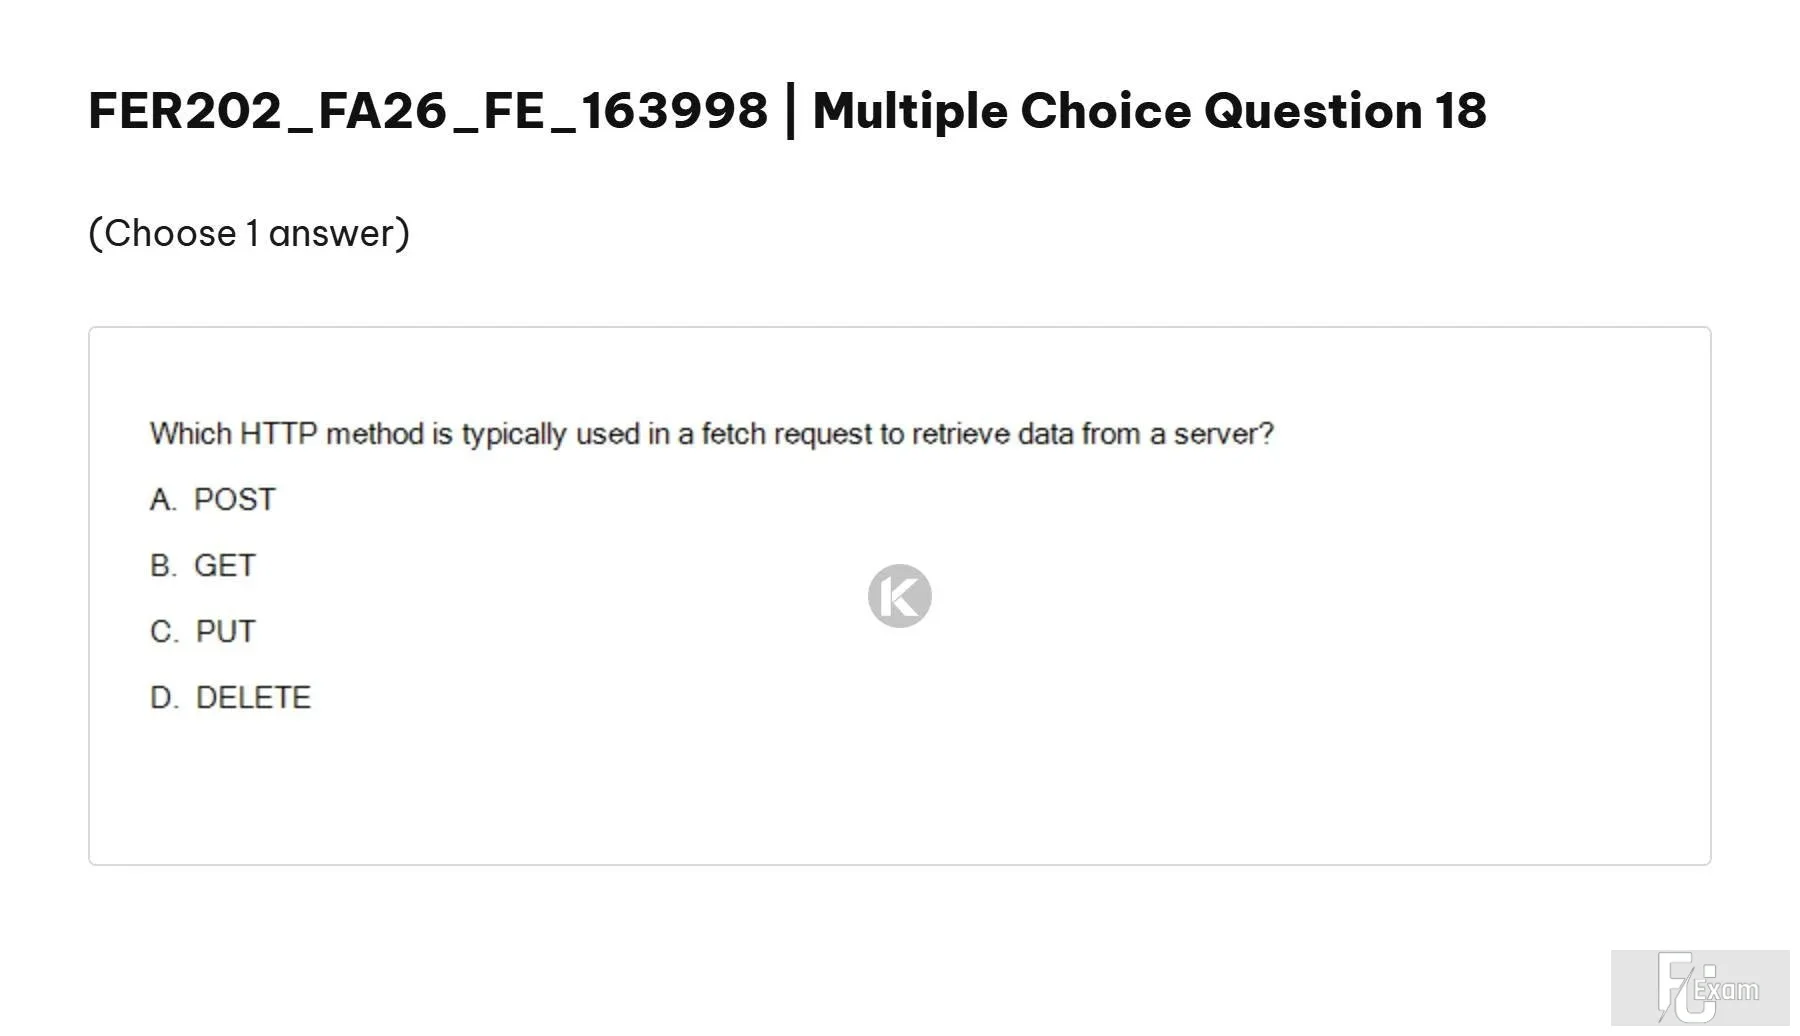 FER202_FA26_FE_163998 | Multiple Choice Question 18
(Choose 1 answer)
Which HTTP method is typically used in a fetch request to retrieve data from a server?
A. POST
B. GET
C. PUT
D. DELETE
K
FU Exam